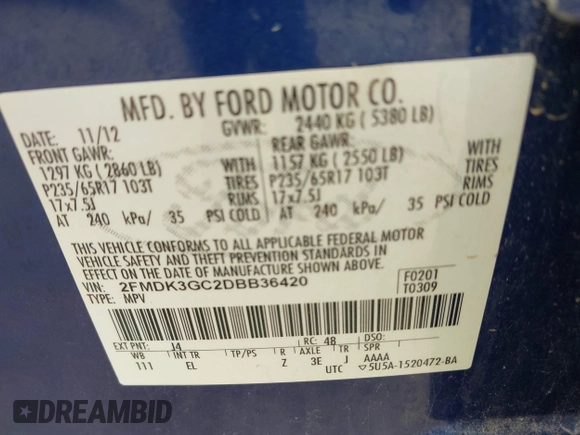 MFD. BY FORD MOTOR CO.
DATE: 11/12 GVWR: 2440 KG ( 5380 LB)
FRONT GAWR: REAR GAWR:
1297 KG ( 2860 LB) WITH 1157 KG ( 2550 LB) WITH
P235/65R17 103T TIRES P235/65R17 103T TIRES
17x7.5J RIMS 17x7.5J RIMS
AT 240 kPa/ 35 PSI COLD AT 240 kPa/ 35 PSI COLD
THIS VEHICLE CONFORMS TO ALL APPLICABLE FEDERAL MOTOR
VEHICLE SAFETY AND THEFT PREVENTION STANDARDS IN
EFFECT ON THE DATE OF MANUFACTURE SHOWN ABOVE.
VIN: 2FMDK3GC2DBB36420 F0201
TYPE: MPV T0309
EXT PNT: J4 RC: 48 DSO:
WB INT TR TP/PS R AXLE TR SPR
111 EL Z 3E J AAAA
UTC ▽5U5A-1520472-BA
DREAMBID